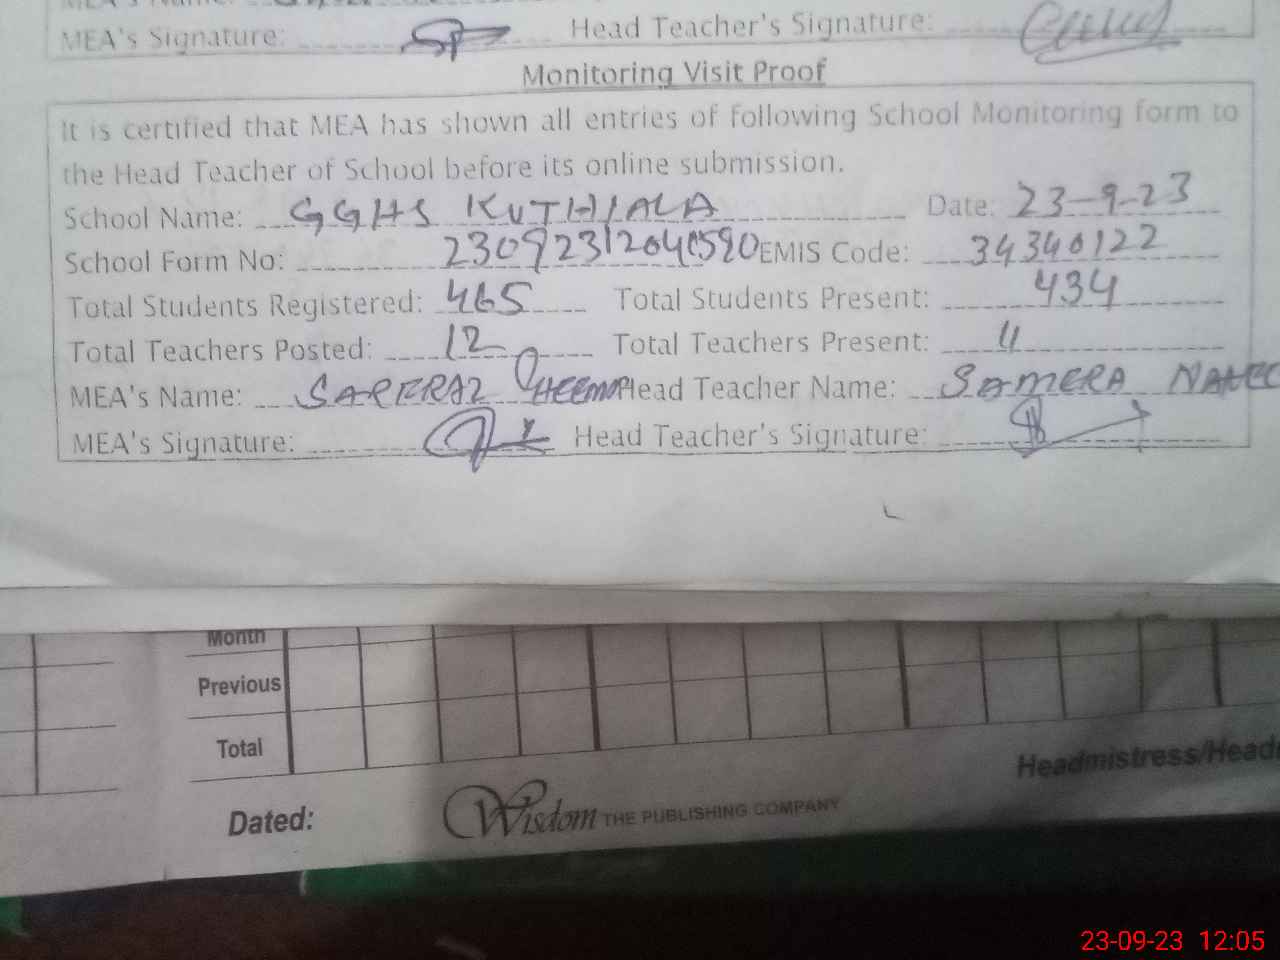 MEA's Signature: Head Teacher's Signature:
Monitoring Visit Proof
It is certified that MEA has shown all entries of following School Monitoring form to
the Head Teacher of School before its online submission.
School Name: GGHS KUTHIALA Date: 23-9-23
School Form No: EMIS Code: 34340122
Total Students Registered: 465 Total Students Present: 434
Total Teachers Posted: 12 Total Teachers Present: 11
MEA's Name: SARFRAZ CHEEMA Head Teacher Name: SAMERA
MEA's Signature: Head Teacher's Signature:
Month
Previous
Total
Headmistress/Heada
Dated: Wisdom THE PUBLISHING COMPANY
23-09-23 12:05